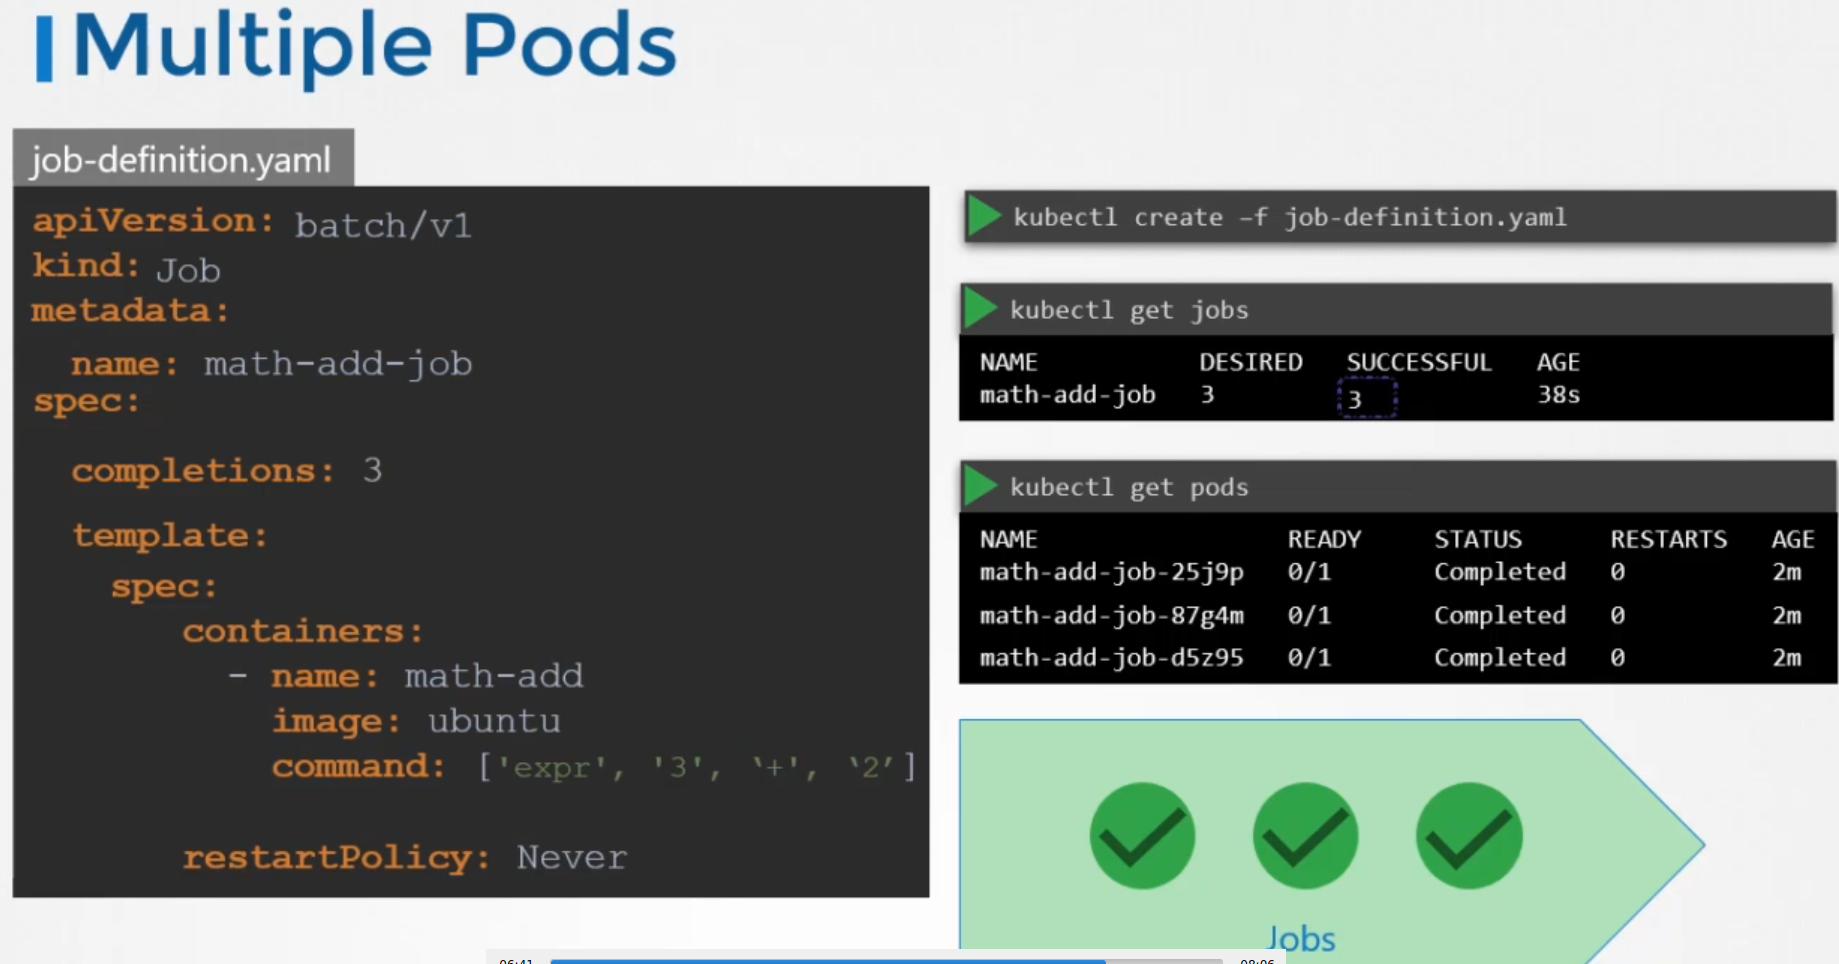 Multiple Pods
job-definition.yaml
apiVersion: batch/v1
kind: Job
metadata:
name: math-add-job
spec:
completions: 3
template:
spec:
containers:
- name: math-add
image: ubuntu
command: ['expr', '3', ‘+', ‘2’]
restartPolicy: Never
kubectl create –f job-definition.yaml
kubectl get jobs
NAME DESIRED SUCCESSFUL AGE
math-add-job 3 3 38s
kubectl get pods
NAME READY STATUS RESTARTS AGE
math-add-job-25j9p 0/1 Completed 0 2m
math-add-job-87g4m 0/1 Completed 0 2m
math-add-job-d5z95 0/1 Completed 0 2m
Jobs
06:41 08:06